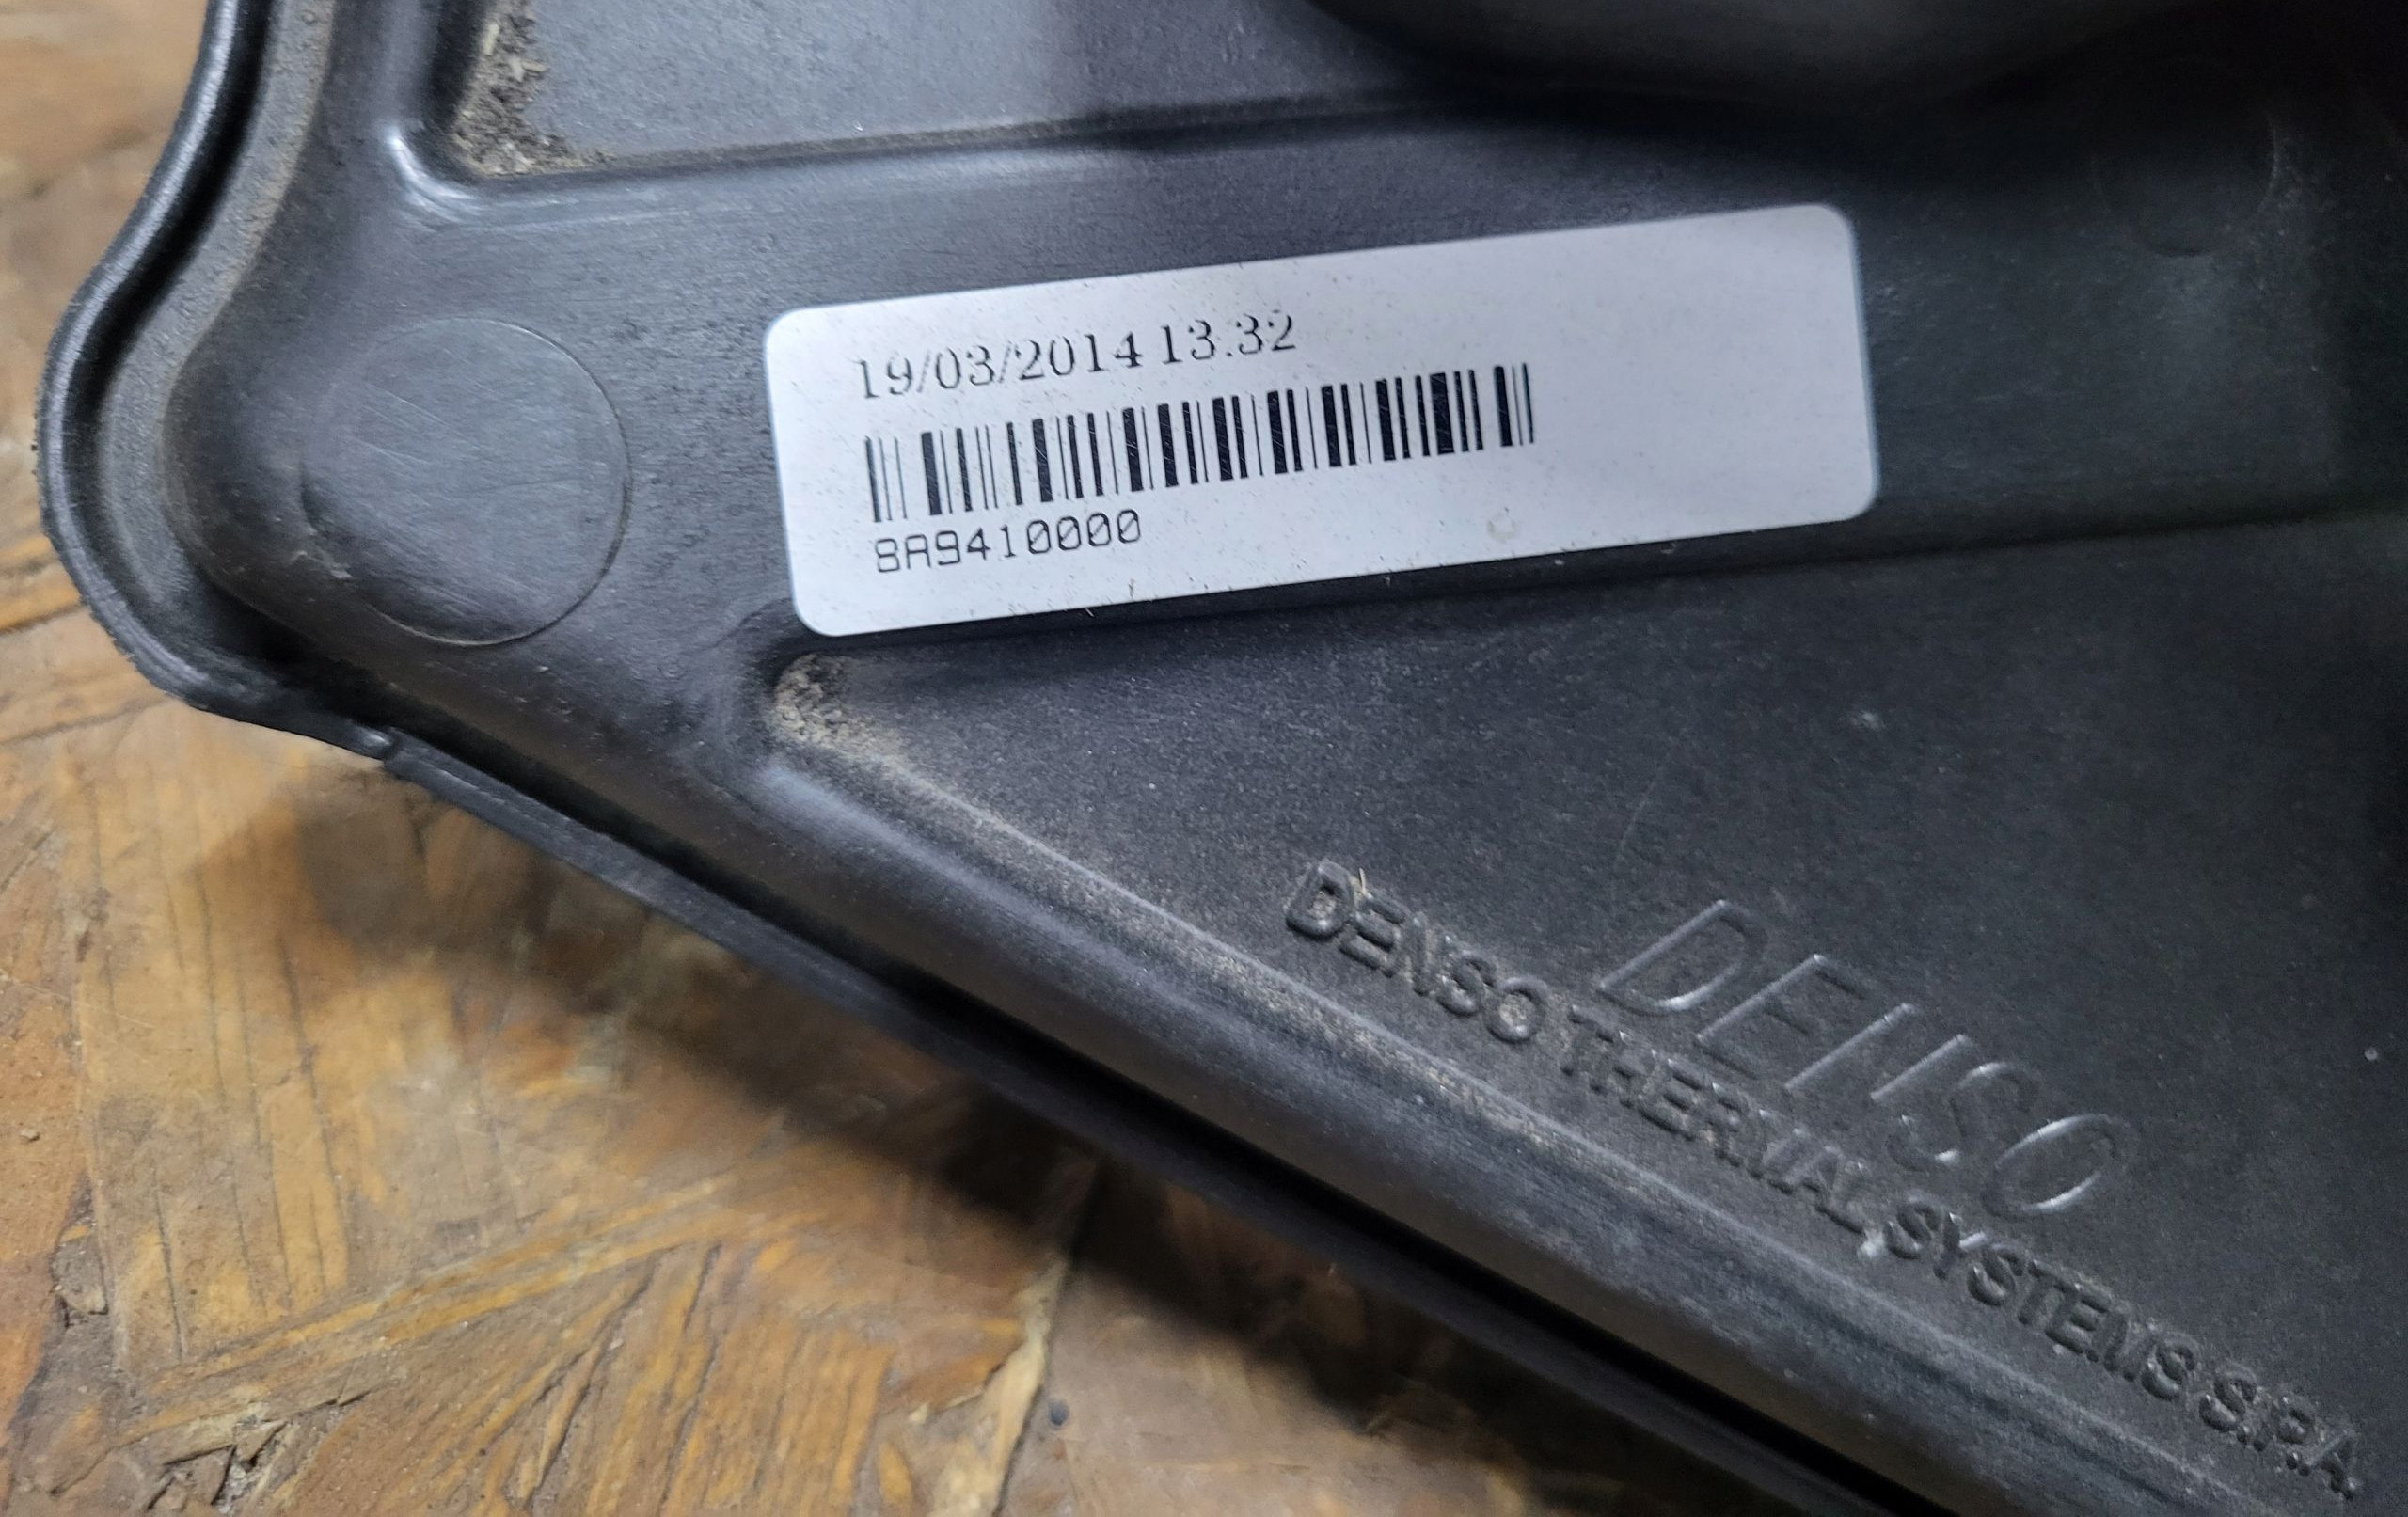 19/03/2014 13.32
8A9410000
DENSO
DENSO THERMAL SYSTEMS S.P.A.